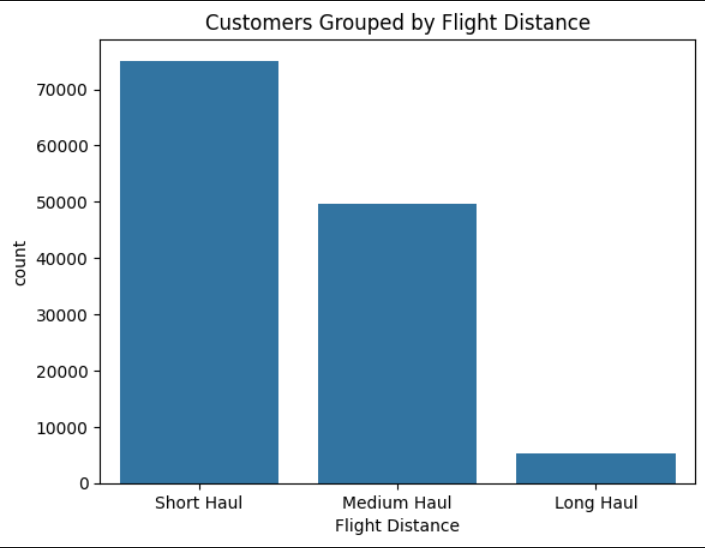 Customers Grouped by Flight Distance
70000
60000
50000
40000
30000
20000
10000
0
count
Short Haul Medium Haul Long Haul
Flight Distance